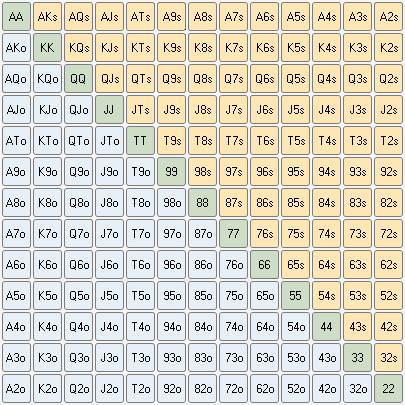 AA AKs AQs AJs ATs A9s A8s A7s A6s A5s A4s A3s A2s
AKo KK KQs KJs KTs K9s K8s K7s K6s K5s K4s K3s K2s
AQo KQo QQ QJs QTs Q9s Q8s Q7s Q6s Q5s Q4s Q3s Q2s
AJo KJo QJo JJ JTs J9s J8s J7s J6s J5s J4s J3s J2s
ATo KTo QTo JTo TT T9s T8s T7s T6s T5s T4s T3s T2s
A9o K9o Q9o J9o T9o 99 98s 97s 96s 95s 94s 93s 92s
A8o K8o Q8o J8o T8o 98o 88 87s 86s 85s 84s 83s 82s
A7o K7o Q7o J7o T7o 97o 87o 77 76s 75s 74s 73s 72s
A6o K6o Q6o J6o T6o 96o 86o 76o 66 65s 64s 63s 62s
A5o K5o Q5o J5o T5o 95o 85o 75o 65o 55 54s 53s 52s
A4o K4o Q4o J4o T4o 94o 84o 74o 64o 54o 44 43s 42s
A3o K3o Q3o J3o T3o 93o 83o 73o 63o 53o 43o 33 32s
A2o K2o Q2o J2o T2o 92o 82o 72o 62o 52o 42o 32o 22